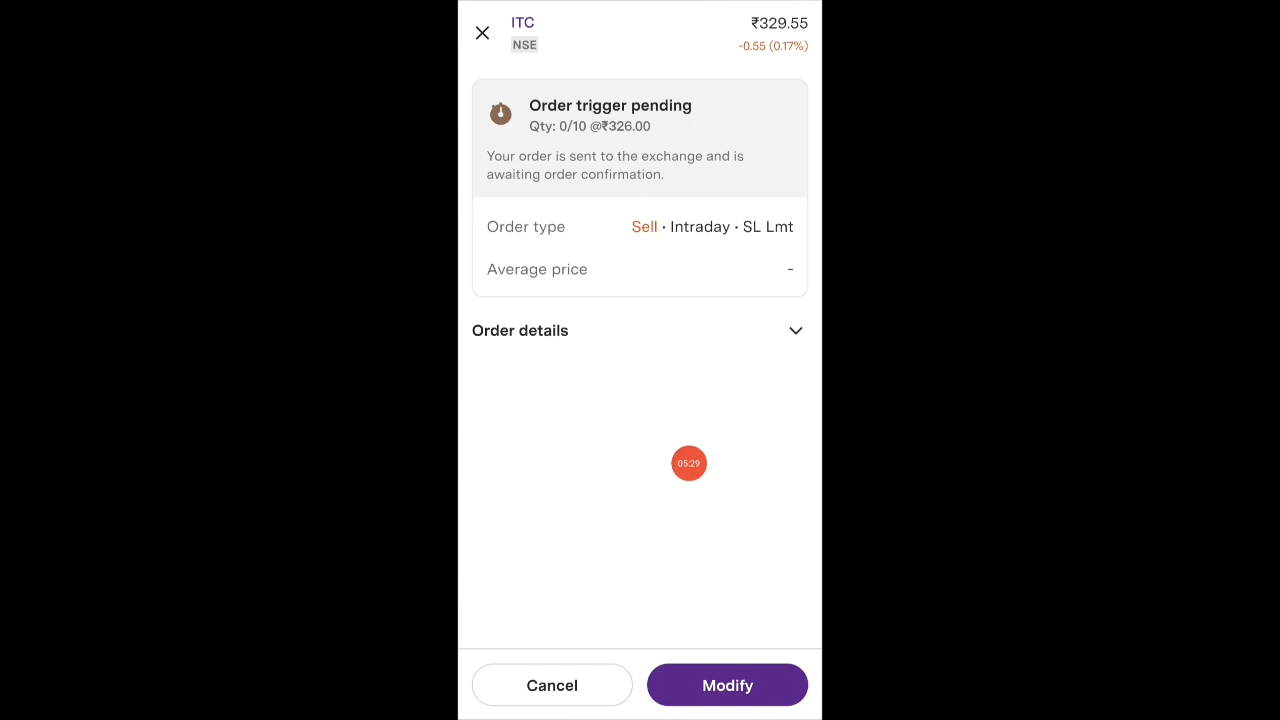 ITC
₹329.55
NSE
-0.55 (0.17%)
Order trigger pending
Qty: 0/10 @₹326.00
Your order is sent to the exchange and is
awaiting order confirmation.
Order type
Sell · Intraday · SL Lmt
Average price
-
Order details
05:29
Cancel
Modify